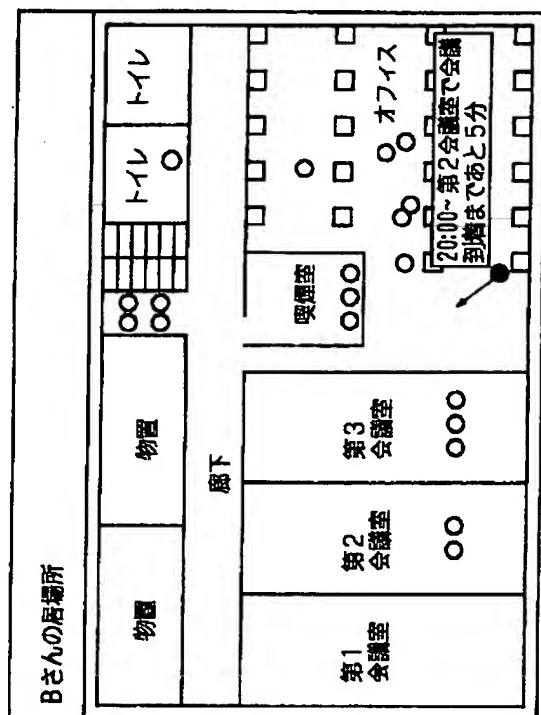 Bさんの居場所
物置
物置
トイレ
トイレ
廊下
第1
会議室
第2
会議室
第3
会議室
喫煙室
オフィス
20:00~第2会議室で会議
到着まであと5分